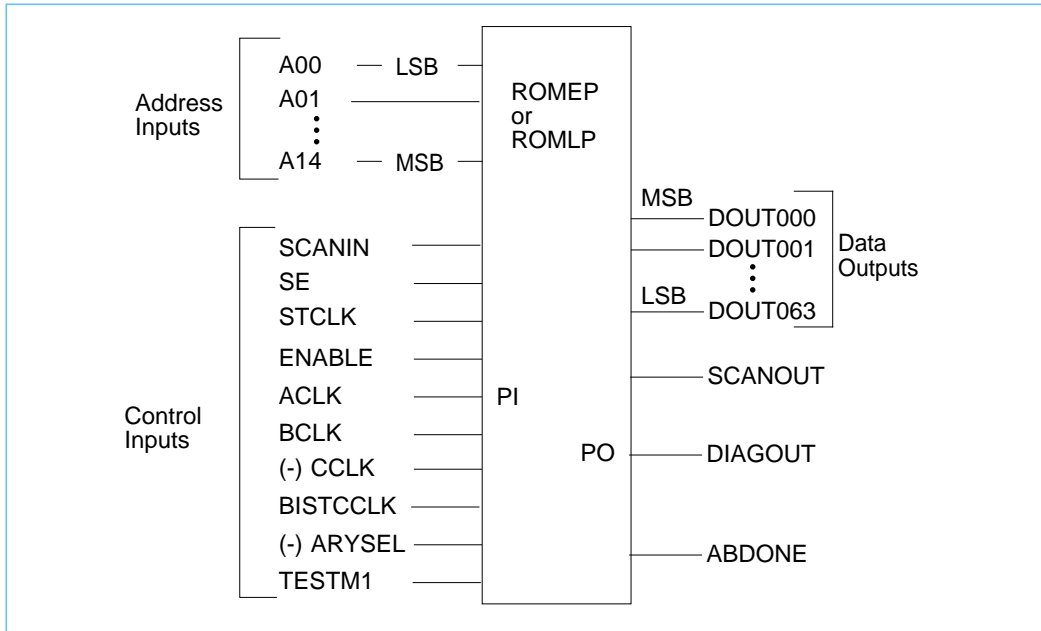 A00 LSB
Address Inputs
A01
A14 MSB
ROMEP
or
ROMLP
MSB
DOUT000
DOUT001
Data
Outputs
LSB
DOUT063
Control
Inputs
SCANIN
SE
STCLK
ENABLE
ACLK
BCLK
(-) CCLK
BISTCCLK
(-) ARYSEL
TESTM1
PI
SCANOUT
PO
DIAGOUT
ABDONE